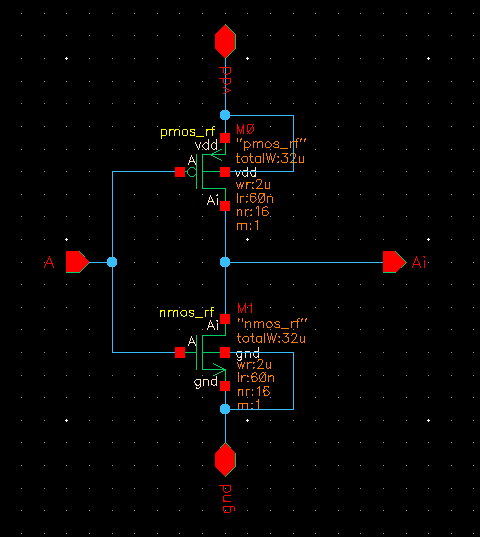 vdd
pmos_rf
M0
vdd
"pmos_rf"
totalW:32u
A
vdd
wr:2u
Ai
lr:60n
nr:16
m:1
A
Ai
nmos_rf
M1
Ai
"nmos_rf"
totalW:32u
A
gnd
wr:2u
gnd
lr:60n
nr:16
m:1
gnd